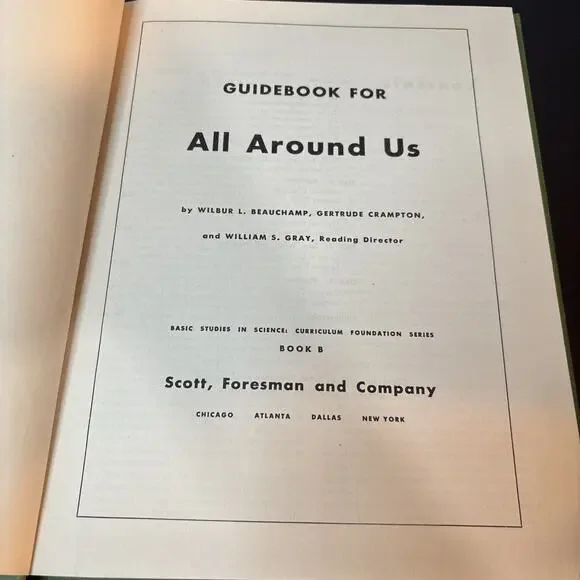 GUIDEBOOK FOR
All Around Us
by WILBUR L. BEAUCHAMP, GERTRUDE CRAMPTON,
and WILLIAM S. GRAY, Reading Director
BASIC STUDIES IN SCIENCE: CURRICULUM FOUNDATION SERIES
BOOK B
Scott, Foresman and Company
CHICAGO ATLANTA DALLAS NEW YORK